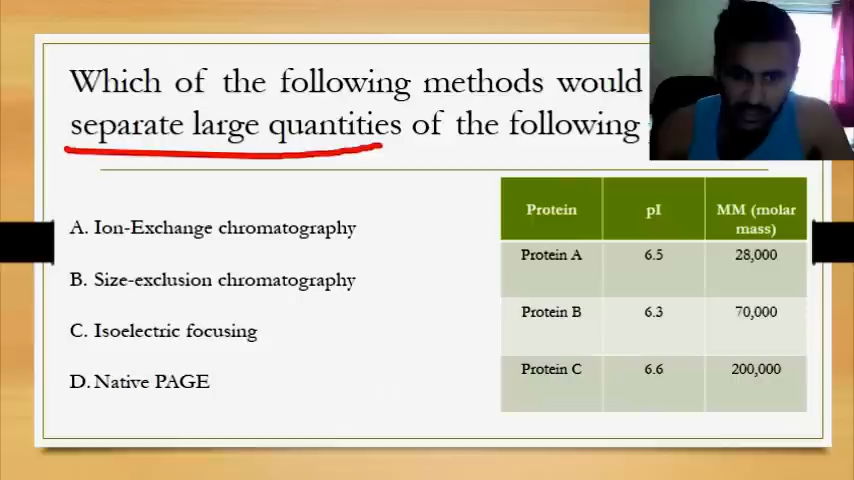 Which of the following methods would
separate large quantities of the following
A. Ion-Exchange chromatography
B. Size-exclusion chromatography
C. Isoelectric focusing
D. Native PAGE
Protein pI MM (molar
mass)
Protein A 6.5 28,000
Protein B 6.3 70,000
Protein C 6.6 200,000